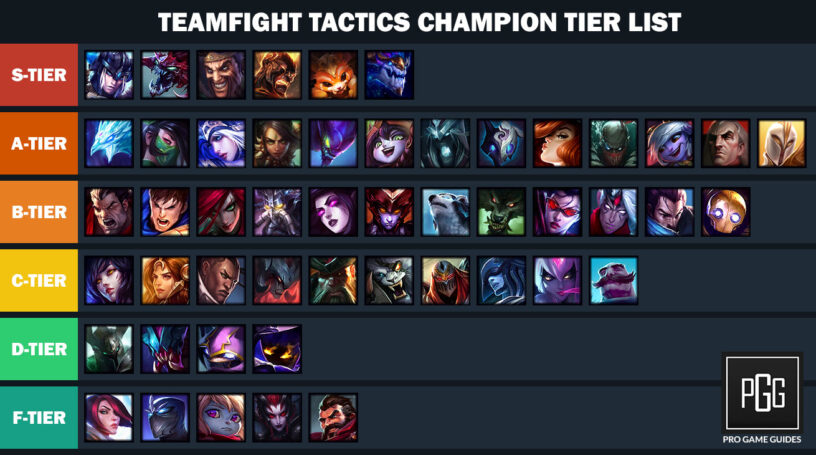 TEAMFIGHT TACTICS CHAMPION TIER LIST
S-TIER
A-TIER
B-TIER
C-TIER
D-TIER
F-TIER
PGG
PRO GAME GUIDES